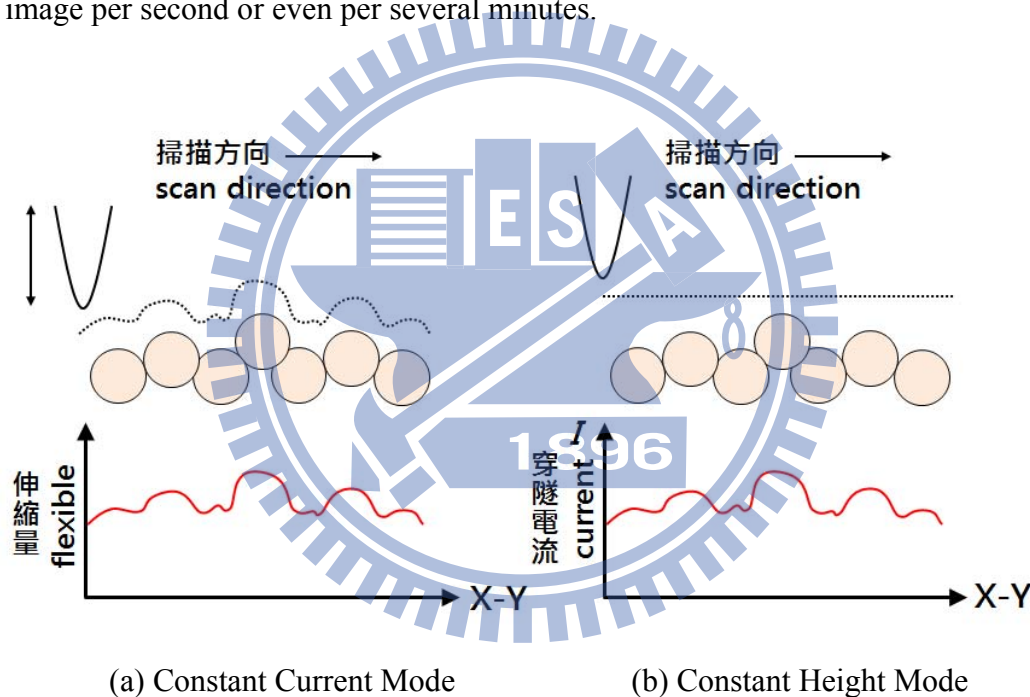 image per second or even per several minutes.
掃描方向
scan direction
掃描方向
scan direction
E S A
8
1896
伸縮量
flexible
X-Y
I
穿隧電流
current
X-Y
(a) Constant Current Mode
(b) Constant Height Mode